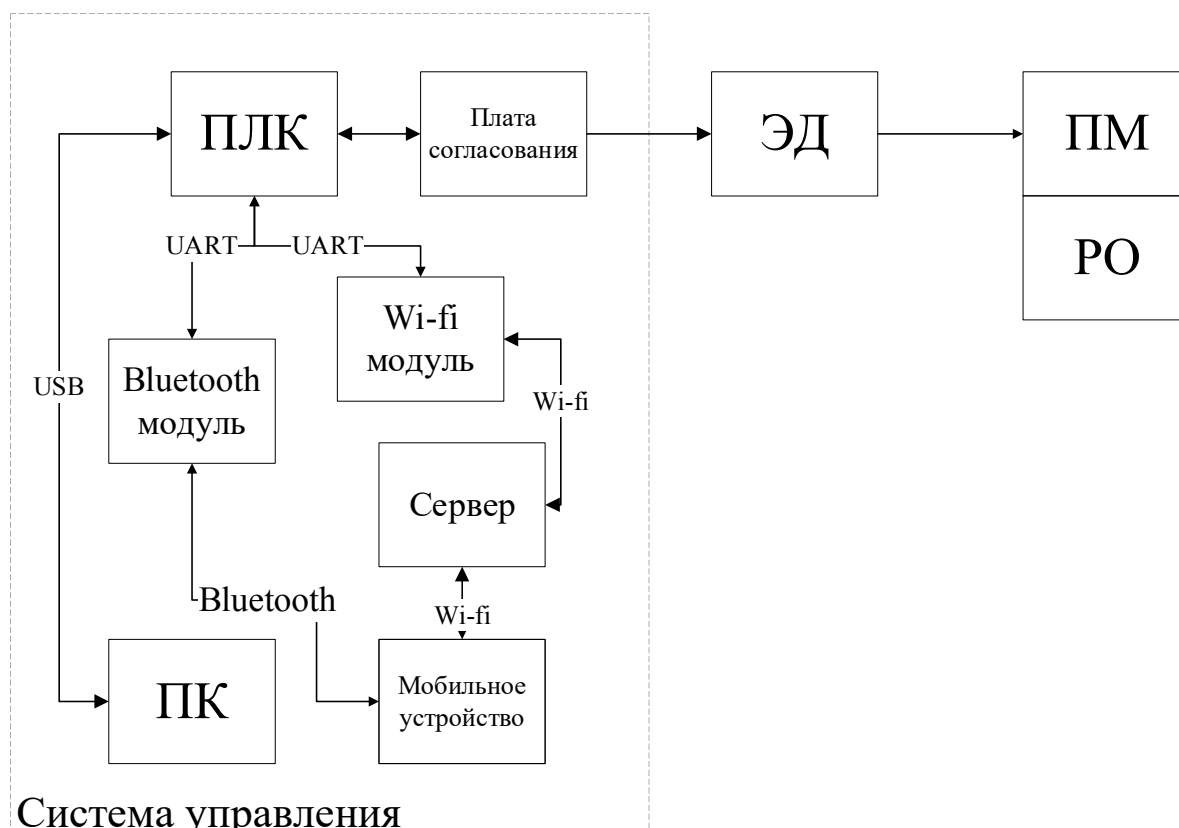 ПЛК
Плата
согласования
ЭД
ПМ
РО
UART
UART
Wi-fi
модуль
Bluetooth
модуль
USB
Wi-fi
Сервер
Bluetooth
Wi-fi
ПК
Мобильное
устройство
Система управления